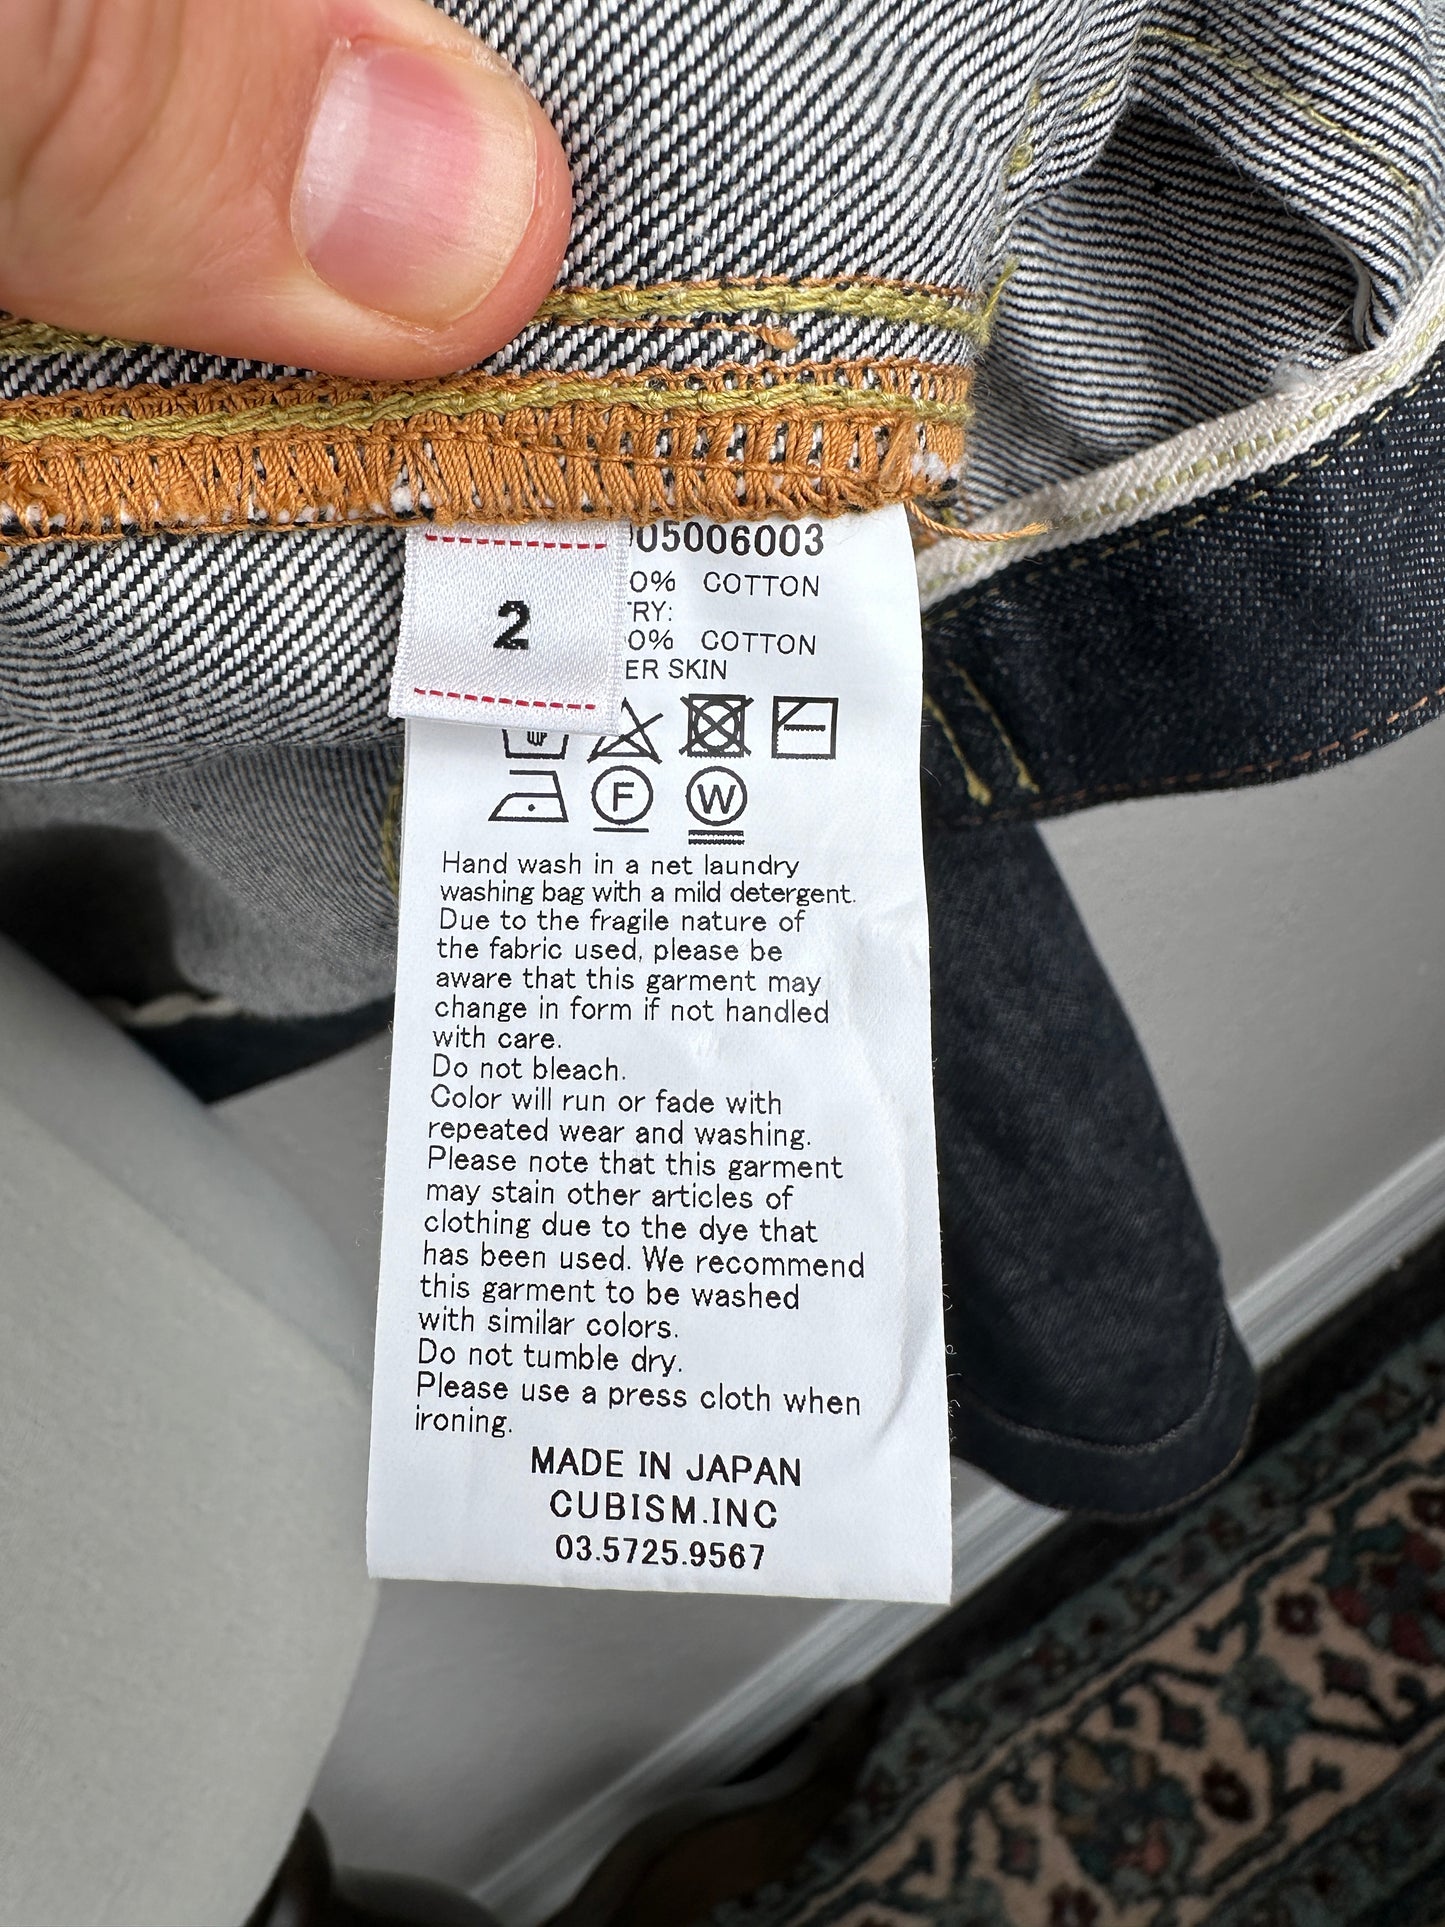 2
05006003
0% COTTON
RY:
0% COTTON
ER SKIN
F W
Hand wash in a net laundry
washing bag with a mild detergent.
Due to the fragile nature of
the fabric used, please be
aware that this garment may
change in form if not handled
with care.
Do not bleach.
Color will run or fade with
repeated wear and washing.
Please note that this garment
may stain other articles of
clothing due to the dye that
has been used. We recommend
this garment to be washed
with similar colors.
Do not tumble dry.
Please use a press cloth when
ironing.
MADE IN JAPAN
CUBISM.INC
03.5725.9567